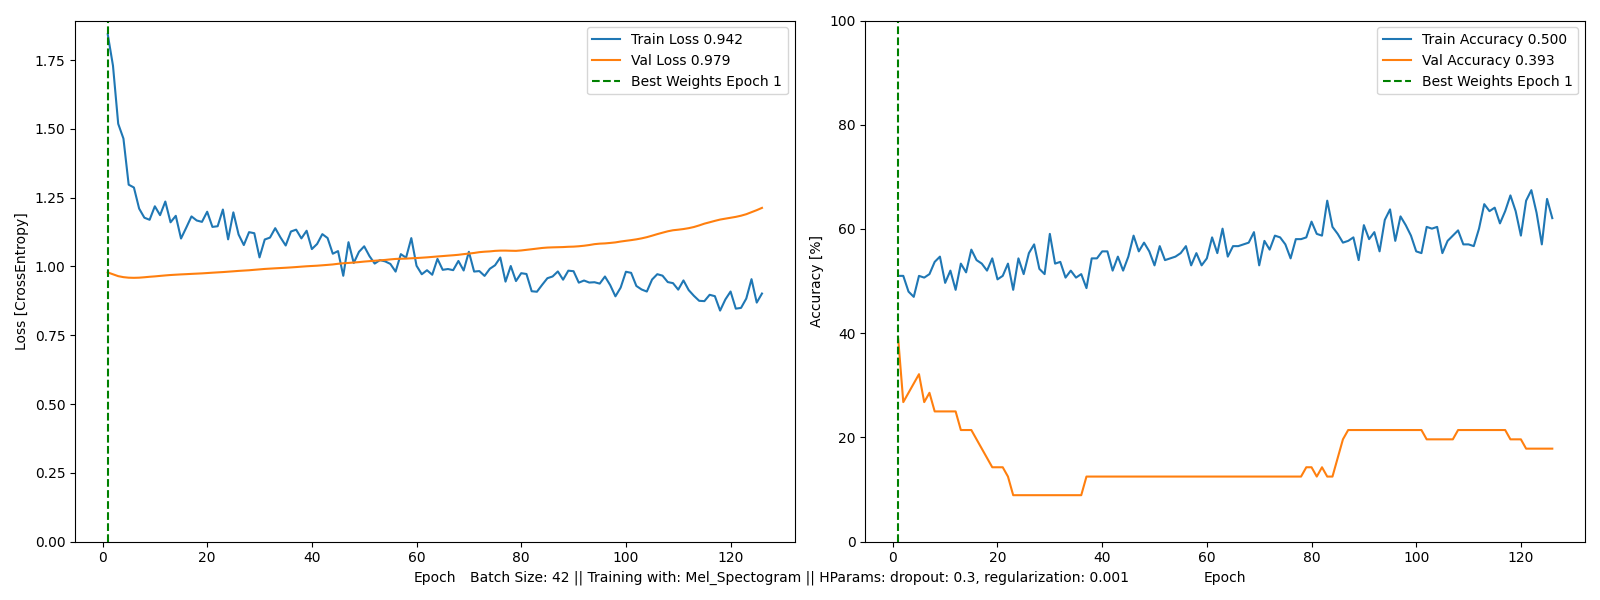 Train Loss 0.942
Val Loss 0.979
Best Weights Epoch 1
Loss [CrossEntropy]
1.75
1.50
1.25
1.00
0.75
0.50
0.25
0.00
0 20 40 60 80 100 120
Epoch
Train Accuracy 0.500
Val Accuracy 0.393
Best Weights Epoch 1
Accuracy [%]
100
80
60
40
20
0
0 20 40 60 80 100 120
Epoch
Batch Size: 42 || Training with: Mel_Spectogram || HParams: dropout: 0.3, regularization: 0.001